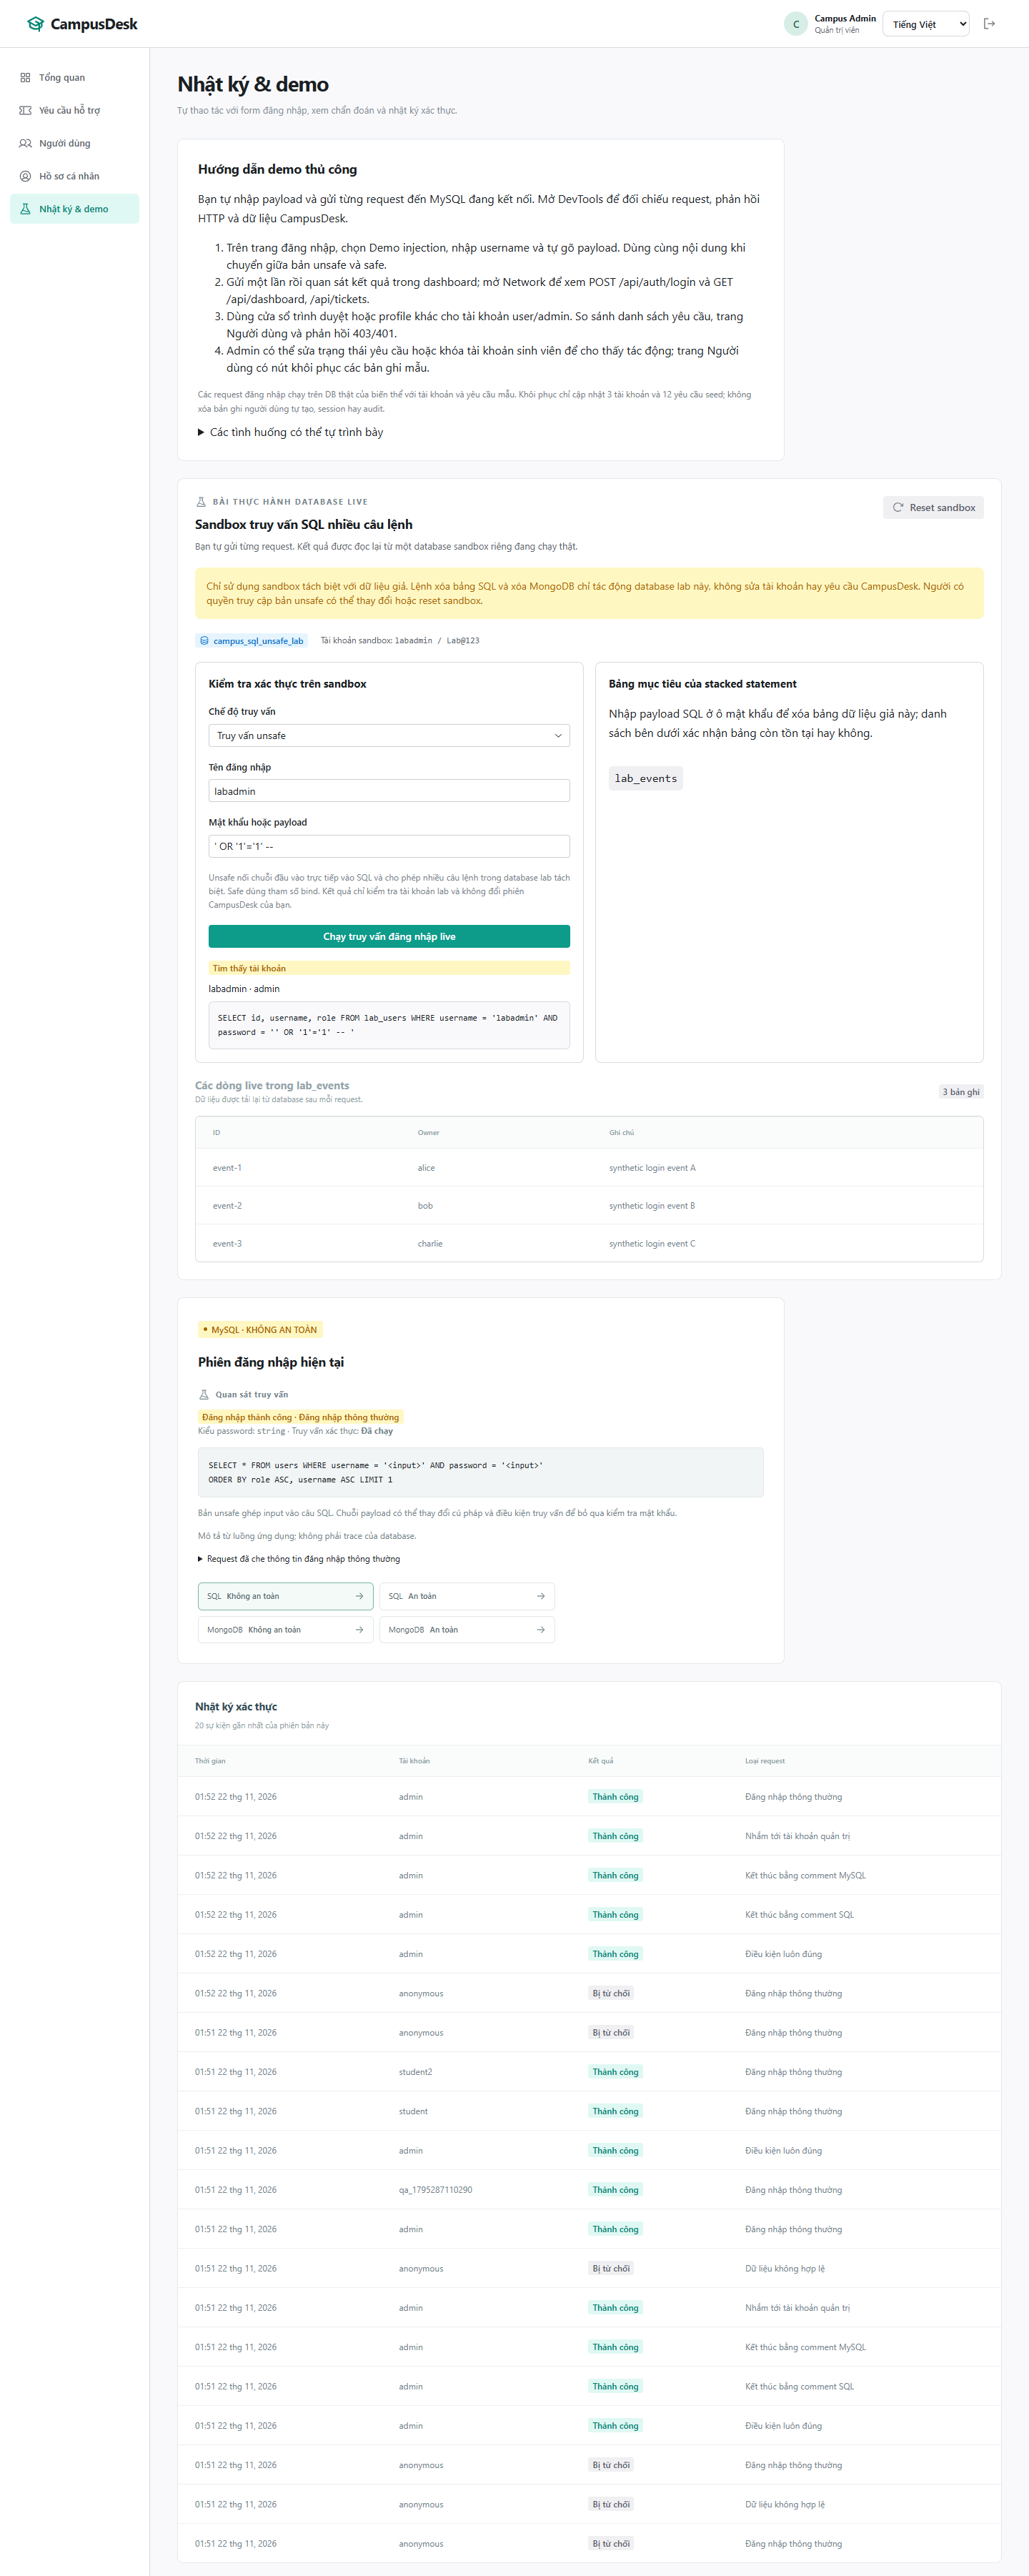 CampusDesk
C
Campus Admin
Quản trị viên
Tiếng Việt
Tổng quan
Yêu cầu hỗ trợ
Người dùng
Hồ sơ cá nhân
Nhật ký & demo
Nhật ký & demo
Tự thao tác với form đăng nhập, xem chẩn đoán và nhật ký xác thực.
Hướng dẫn demo thủ công
Bạn tự nhập payload và gửi từng request đến MySQL đang kết nối. Mở DevTools để đối chiếu request, phản hồi
HTTP và dữ liệu CampusDesk.
1. Trên trang đăng nhập, chọn Demo injection, nhập username và tự gõ payload. Dùng cùng nội dung khi
chuyển giữa bản unsafe và safe.
2. Gửi một lần rồi quan sát kết quả trong dashboard; mở Network để xem POST /api/auth/login và GET
/api/dashboard, /api/tickets.
3. Dùng cửa sổ trình duyệt hoặc profile khác cho tài khoản user/admin. So sánh danh sách yêu cầu, trang
Người dùng và phản hồi 403/401.
4. Admin có thể sửa trạng thái yêu cầu hoặc khóa tài khoản sinh viên để cho thấy tác động; trang Người
dùng có nút khôi phục các bản ghi mẫu.
Các request đăng nhập chạy trên DB thật của biến thể với tài khoản và yêu cầu mẫu. Khôi phục chỉ cập nhật 3 tài khoản và 12 yêu cầu seed; không
xóa bản ghi người dùng tự tạo, session hay audit.
Các tình huống có thể tự trình bày
BÀI THỰC HÀNH DATABASE LIVE
Sandbox truy vấn SQL nhiều câu lệnh
Bạn tự gửi từng request. Kết quả được đọc lại từ một database sandbox riêng đang chạy thật.
Reset sandbox
Chỉ sử dụng sandbox tách biệt với dữ liệu giả. Lệnh xóa bảng SQL và xóa MongoDB chỉ tác động database lab này, không sửa tài khoản hay yêu cầu CampusDesk. Người có
quyền truy cập bản unsafe có thể thay đổi hoặc reset sandbox.
campus_sql_unsafe_lab
Tài khoản sandbox: labadmin / Lab@123
Kiểm tra xác thực trên sandbox
Chế độ truy vấn
Truy vấn unsafe
Tên đăng nhập
labadmin
Mật khẩu hoặc payload
' OR '1'='1' --
Unsafe nối chuỗi đầu vào trực tiếp vào SQL và cho phép nhiều câu lệnh trong database lab tách
biệt. Safe dùng tham số bind. Kết quả chỉ kiểm tra tài khoản lab và không đổi phiên
CampusDesk của bạn.
Chạy truy vấn đăng nhập live
Tìm thấy tài khoản
labadmin · admin
SELECT id, username, role FROM lab_users WHERE username = 'labadmin' AND
password = '' OR '1'='1' -- '
Bảng mục tiêu của stacked statement
Nhập payload SQL ở ô mật khẩu để xóa bảng dữ liệu giả này; danh
sách bên dưới xác nhận bảng còn tồn tại hay không.
lab_events
Các dòng live trong lab_events
Dữ liệu được tải lại từ database sau mỗi request.
3 bản ghi
ID Owner Ghi chú
event-1 alice synthetic login event A
event-2 bob synthetic login event B
event-3 charlie synthetic login event C
MySQL · KHÔNG AN TOÀN
Phiên đăng nhập hiện tại
Quan sát truy vấn
Đăng nhập thành công · Đăng nhập thông thường
Kiểu password: string · Truy vấn xác thực: Đã chạy
SELECT * FROM users WHERE username = '<input>' AND password = '<input>'
ORDER BY role ASC, username ASC LIMIT 1
Bản unsafe ghép input vào câu SQL. Chuỗi payload có thể thay đổi cú pháp và điều kiện truy vấn để bỏ qua kiểm tra mật khẩu.
Mô tả từ luồng ứng dụng; không phải trace của database.
Request đã che thông tin đăng nhập thông thường
SQL Không an toàn
SQL An toàn
MongoDB Không an toàn
MongoDB An toàn
Nhật ký xác thực
20 sự kiện gần nhất của phiên bản này
Thời gian Tài khoản Kết quả Loại request
01:52 22 thg 11, 2026 admin Thành công Đăng nhập thông thường
01:52 22 thg 11, 2026 admin Thành công Nhắm tới tài khoản quản trị
01:52 22 thg 11, 2026 admin Thành công Kết thúc bằng comment MySQL
01:52 22 thg 11, 2026 admin Thành công Kết thúc bằng comment SQL
01:52 22 thg 11, 2026 admin Thành công Điều kiện luôn đúng
01:52 22 thg 11, 2026 anonymous Bị từ chối Đăng nhập thông thường
01:51 22 thg 11, 2026 anonymous Bị từ chối Đăng nhập thông thường
01:51 22 thg 11, 2026 student2 Thành công Đăng nhập thông thường
01:51 22 thg 11, 2026 student Thành công Đăng nhập thông thường
01:51 22 thg 11, 2026 admin Thành công Điều kiện luôn đúng
01:51 22 thg 11, 2026 qa_1795287110290 Thành công Đăng nhập thông thường
01:51 22 thg 11, 2026 admin Thành công Đăng nhập thông thường
01:51 22 thg 11, 2026 anonymous Bị từ chối Dữ liệu không hợp lệ
01:51 22 thg 11, 2026 admin Thành công Nhắm tới tài khoản quản trị
01:51 22 thg 11, 2026 admin Thành công Kết thúc bằng comment MySQL
01:51 22 thg 11, 2026 admin Thành công Kết thúc bằng comment SQL
01:51 22 thg 11, 2026 admin Thành công Điều kiện luôn đúng
01:51 22 thg 11, 2026 anonymous Bị từ chối Đăng nhập thông thường
01:51 22 thg 11, 2026 anonymous Bị từ chối Dữ liệu không hợp lệ
01:51 22 thg 11, 2026 anonymous Bị từ chối Đăng nhập thông thường